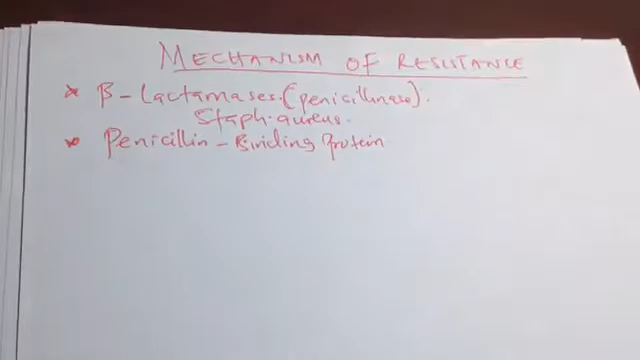 MECHANISM OF RESISTANCE
* β-Lactamases. (penicillinase).
Staph. aureus.
* Penicillin - Binding Protein